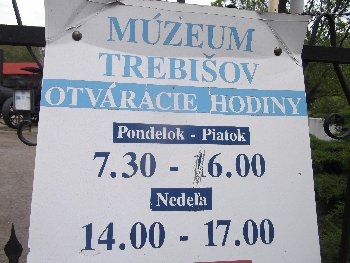 MÚZEUM
TREBIŠOV
OTVÁRACIE HODINY
Pondelok - Piatok
7.30 - 16.00
Nedeľa
14.00 - 17.00